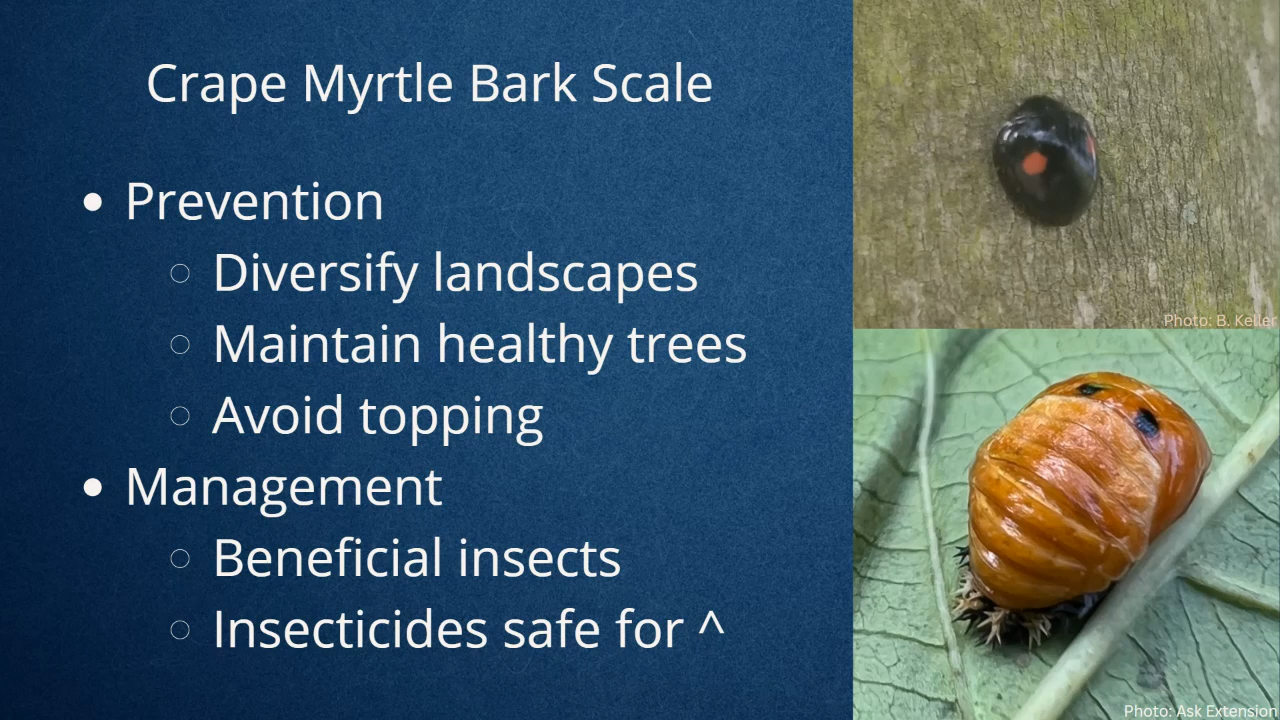 Crape Myrtle Bark Scale
• Prevention
○ Diversify landscapes
○ Maintain healthy trees
○ Avoid topping
• Management
○ Beneficial insects
○ Insecticides safe for ^
Photo: B. Keller
Photo: Ask Extension